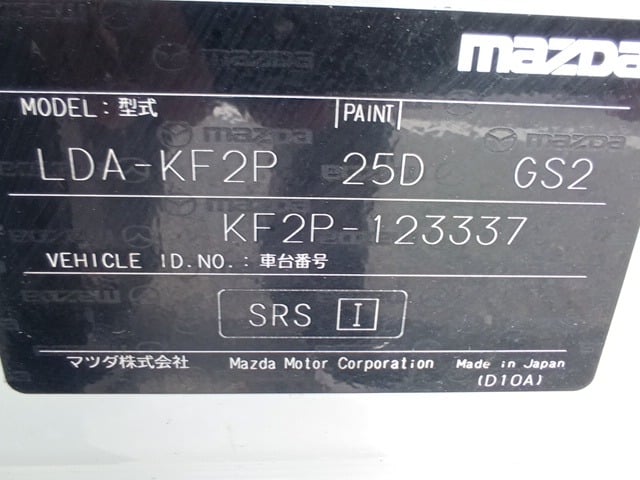 mazda
MODEL: 型式 PAINT
LDA-KF2P 25D GS2
KF2P-123337
VEHICLE ID.NO.: 車台番号
SRS I
マツダ株式会社 Mazda Motor Corporation Made in Japan
(D10A)